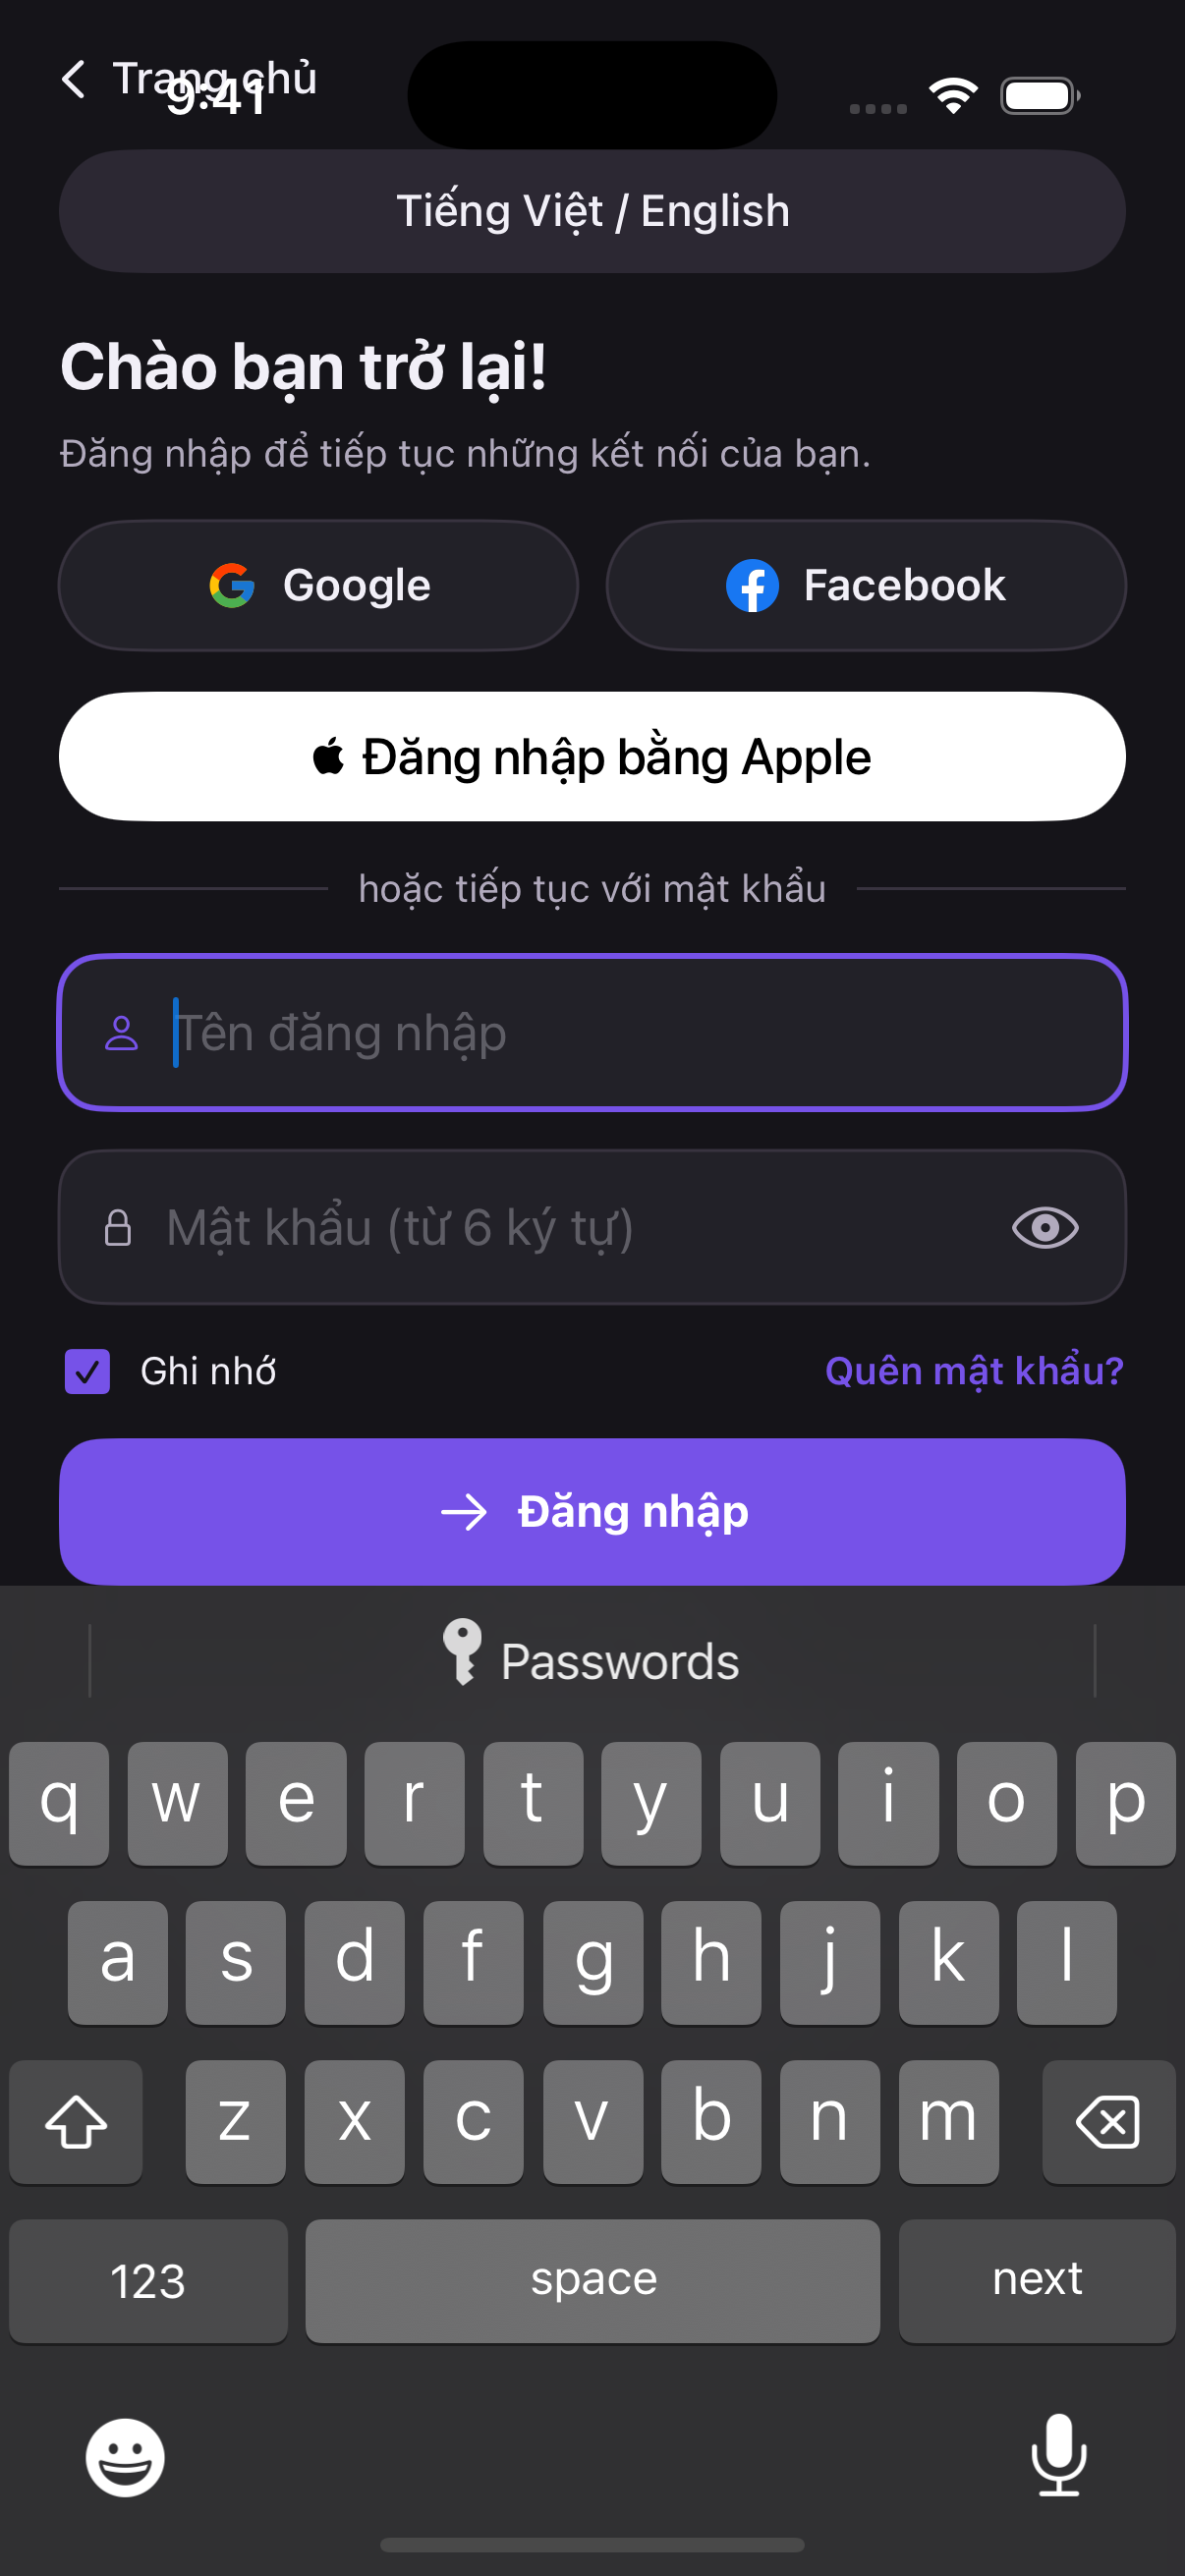 Trang chủ
9:41
Tiếng Việt / English
Chào bạn trở lại!
Đăng nhập để tiếp tục những kết nối của bạn.
Google
Facebook
Đăng nhập bằng Apple
hoặc tiếp tục với mật khẩu
Tên đăng nhập
Mật khẩu (từ 6 ký tự)
Ghi nhớ
Quên mật khẩu?
Đăng nhập
Passwords
q w e r t y u i o p
a s d f g h j k l
z x c v b n m
123 space next